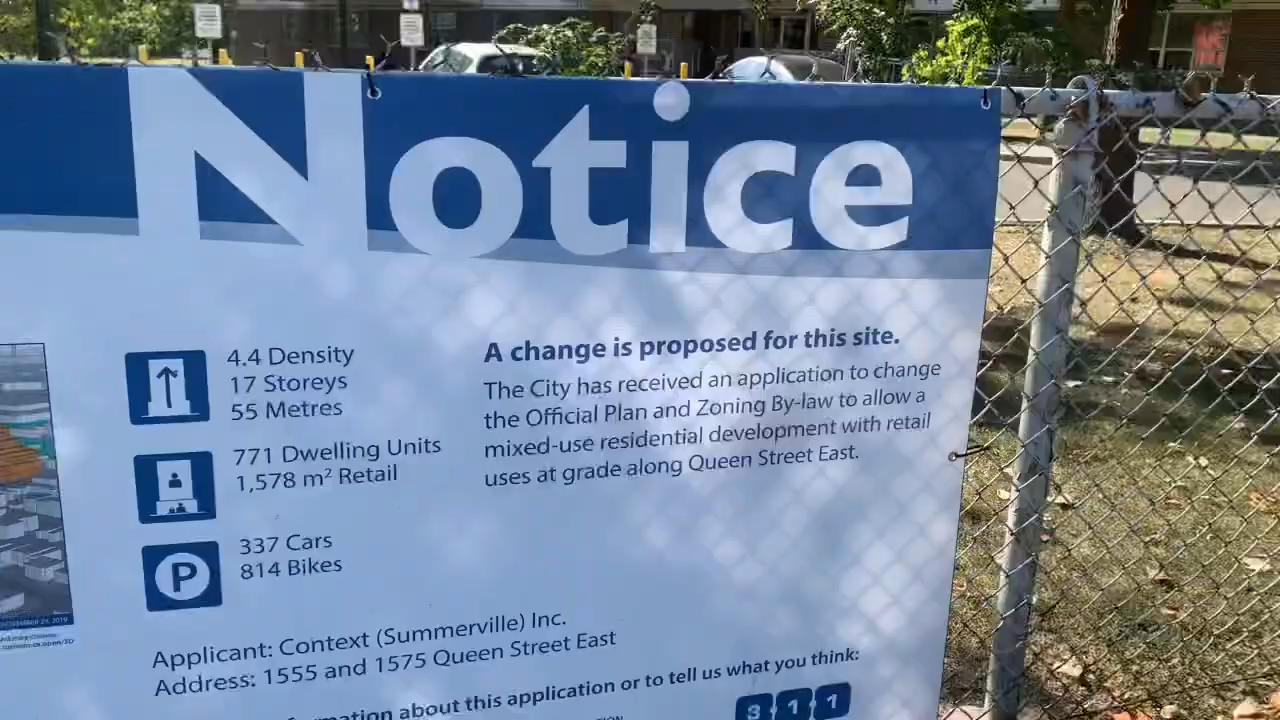 Notice
4.4 Density
17 Storeys
55 Metres
771 Dwelling Units
1,578 m² Retail
337 Cars
814 Bikes
A change is proposed for this site.
The City has received an application to change
the Official Plan and Zoning By-law to allow a
mixed-use residential development with retail
uses at grade along Queen Street East.
P
Applicant: Context (Summerville) Inc.
Address: 1555 and 1575 Queen Street East
about this application or to tell us what you think:
311